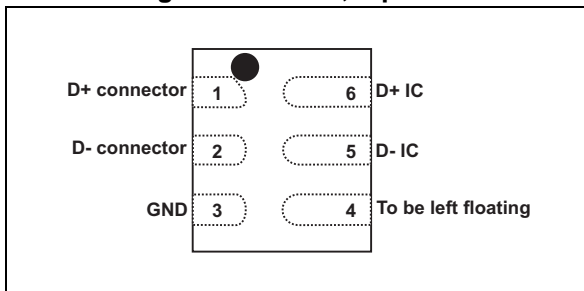 D+ connector 1 6 D+ IC
D- connector 2 5 D- IC
GND 3 4 To be left floating